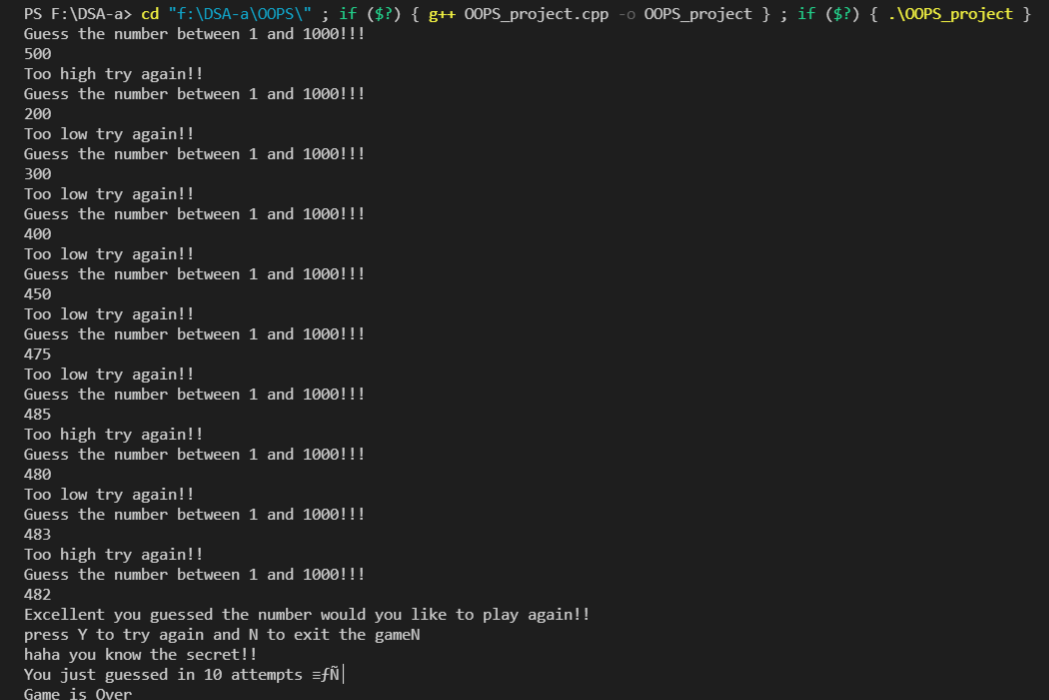 PS F:\DSA-a> cd "f:\DSA-a\OOPS\" ; if ($?) { g++ OOPS_project.cpp -o OOPS_project } ; if ($?) { .\OOPS_project }
Guess the number between 1 and 1000!!!
500
Too high try again!!
Guess the number between 1 and 1000!!!
200
Too low try again!!
Guess the number between 1 and 1000!!!
300
Too low try again!!
Guess the number between 1 and 1000!!!
400
Too low try again!!
Guess the number between 1 and 1000!!!
450
Too low try again!!
Guess the number between 1 and 1000!!!
475
Too low try again!!
Guess the number between 1 and 1000!!!
485
Too high try again!!
Guess the number between 1 and 1000!!!
480
Too low try again!!
Guess the number between 1 and 1000!!!
483
Too high try again!!
Guess the number between 1 and 1000!!!
482
Excellent you guessed the number would you like to play again!!
press Y to try again and N to exit the gameN
haha you know the secret!!
You just guessed in 10 attempts ≡ƒÑ│
Game is Over